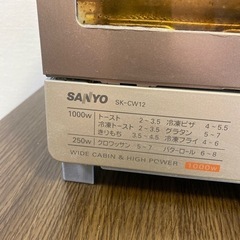 SANYO SK-CW12
1000w トースト 2~3.5 冷凍ピザ 4~5.5
冷凍トースト 2~3.5 グラタン 5~7
きりもち 3.5~4.5 冷凍フライ 4~6
250w クロワッサン 5~7 バターロール 6~8
WIDE CABIN & HIGH POWER 1000w